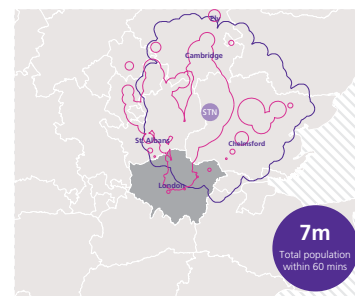 Ely
Cambridge
STN
St Albans
Chelmsford
London
7m
Total population
within 60 mins